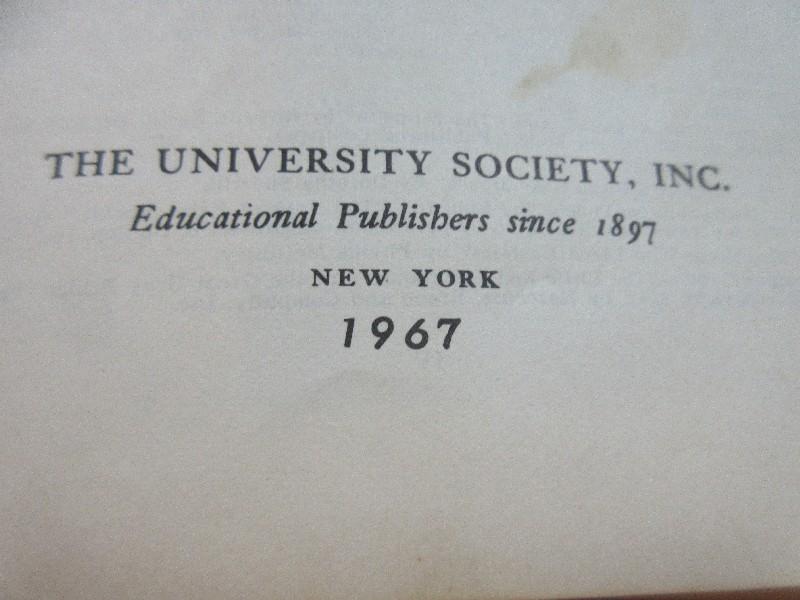 THE UNIVERSITY SOCIETY, INC.
Educational Publishers since 1897
NEW YORK
1967